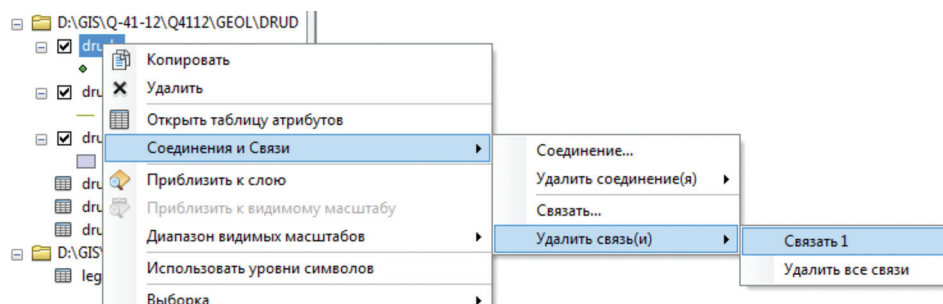 D:\GIS\Q-41-12\Q4112\GEOL\DRUD
dru
Копировать
Удалить
dru
Открыть таблицу атрибутов
dru
Соединения и Связи
Соединение...
dru
Приблизить к слою
Удалить соединение(я)
dru
Приблизить к видимому масштабу
Связать...
dru
Диапазон видимых масштабов
Удалить связь(и)
Связать 1
D:\GIS\
Использовать уровни символов
Удалить все связи
leg
Выборка